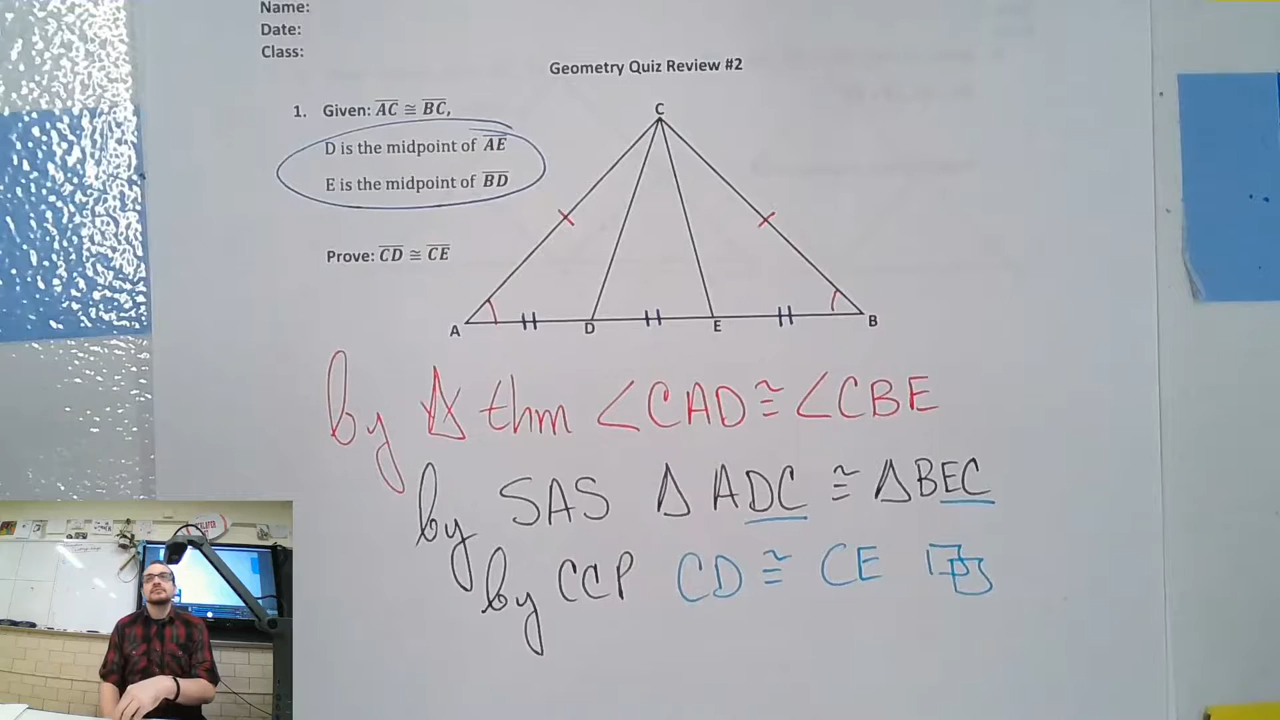 Name:
Date:
Class:
Geometry Quiz Review #2
1. Given: AC ≅ BC,
D is the midpoint of AE
E is the midpoint of BD
Prove: CD ≅ CE
C
A
D
E
B
by thm ∠CAD ≅ ∠CBE
by SAS Δ ADC ≅ Δ BEC
by CCP CD ≅ CE